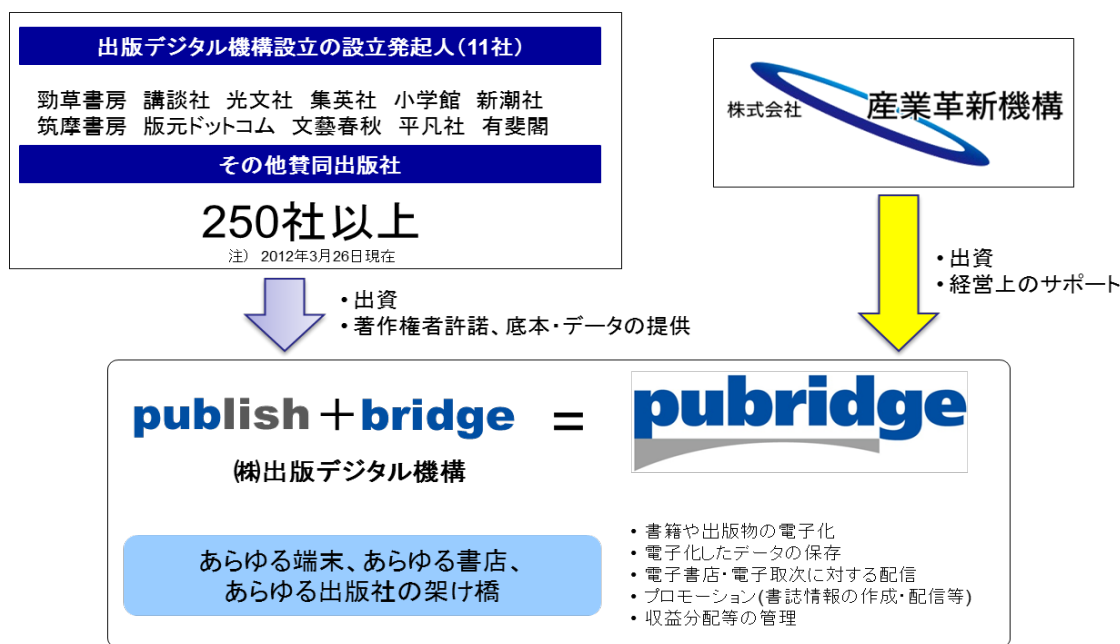 出版デジタル機構設立の設立発起人(11社)
勁草書房 講談社 光文社 集英社 小学館 新潮社
筑摩書房 版元ドットコム 文藝春秋 平凡社 有斐閣
その他賛同出版社
250社以上
注) 2012年3月26日現在
株式会社 産業革新機構
・出資
・著作権者許諾、底本・データの提供
・出資
・経営上のサポート
publish+bridge = pubridge
㈱出版デジタル機構
あらゆる端末、あらゆる書店、
あらゆる出版社の架け橋
・書籍や出版物の電子化
・電子化したデータの保存
・電子書店・電子取次に対する配信
・プロモーション(書誌情報の作成・配信等)
・収益分配等の管理